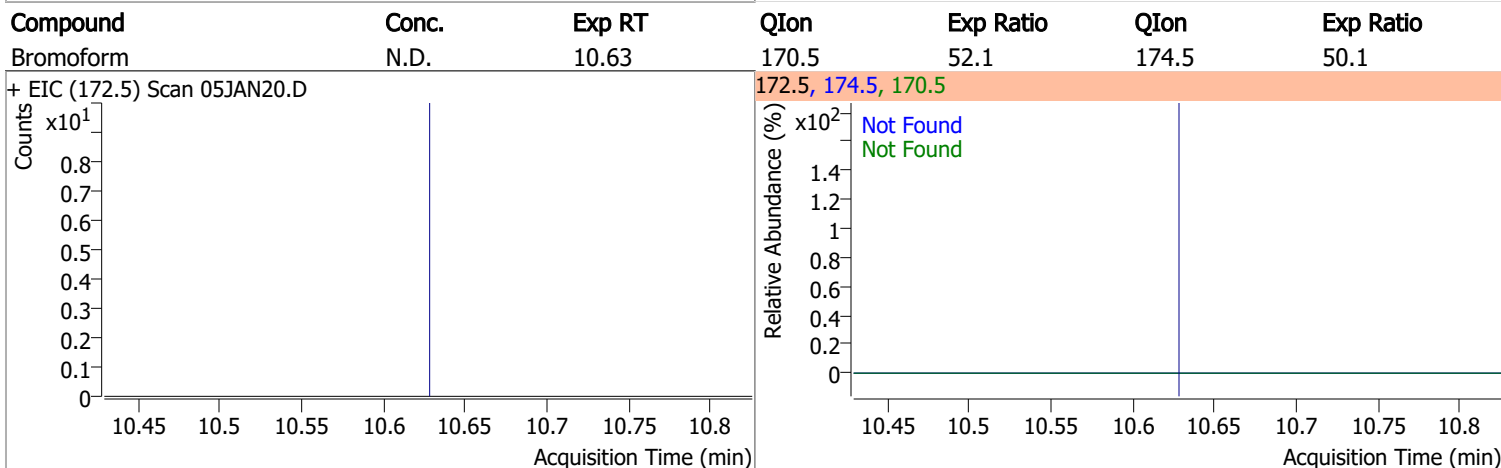 Compound Conc. Exp RT QIon Exp Ratio QIon Exp Ratio
Bromoform N.D. 10.63 170.5 52.1 174.5 50.1
+ EIC (172.5) Scan 05JAN20.D
Counts
x10¹
0.8
0.7
0.6
0.5
0.4
0.3
0.2
0.1
0
10.45 10.5 10.55 10.6 10.65 10.7 10.75 10.8
Acquisition Time (min)
172.5, 174.5, 170.5
Relative Abundance (%)
x10²
Not Found
Not Found
1.4
1.2
1
0.8
0.6
0.4
0.2
0
10.45 10.5 10.55 10.6 10.65 10.7 10.75 10.8
Acquisition Time (min)